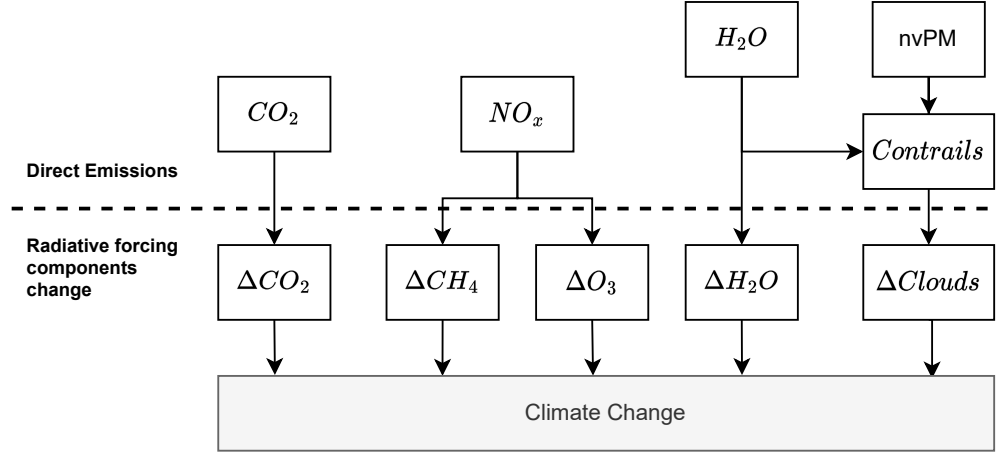 H₂O
nvPM
CO₂
NOₓ
Contrails
Direct Emissions
Radiative forcing
components
change
ΔCO₂
ΔCH₄
ΔO₃
ΔH₂O
ΔClouds
Climate Change